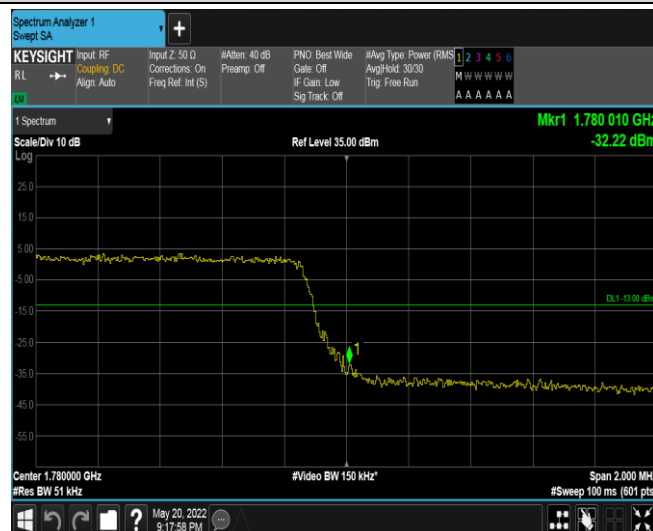 Spectrum Analyzer 1
Swept SA
+
KEYSIGHT Input: RF Input Z: 50 Ω #Atten: 40 dB PNO: Best Wide #Avg Type: Power (RMS 1 2 3 4 5 6
RL Coupling: DC Corrections: On Preamp: Off Gate: Off Avg|Hold: 30/30 M W W W W W
Align: Auto Freq Ref: Int (S) IF Gain: Low Trig: Free Run
Sig Track: Off A A A A A A
1 Spectrum
Mkr1 1.780 010 GHz
Scale/Div 10 dB Ref Level 35.00 dBm -32.22 dBm
Log
25.0
15.0
5.00
-5.00
DL1 -13.00 dBm
-15.0
-25.0
1
-35.0
-45.0
-55.0
Center 1.780000 GHz #Video BW 150 kHz* Span 2.000 MHz
#Res BW 51 kHz #Sweep 100 ms (601 pts
? May 20, 2022
9:17:58 PM